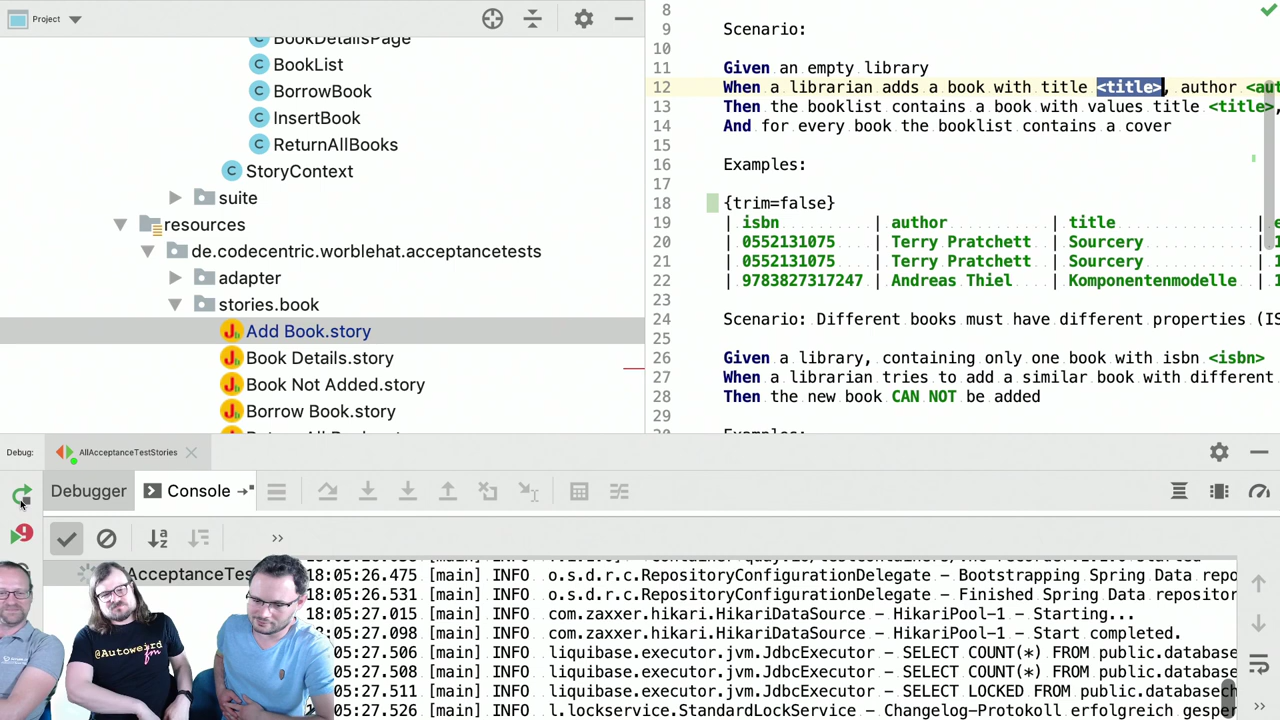 Project
BookDetailsPage
BookList
BorrowBook
InsertBook
ReturnAllBooks
StoryContext
suite
resources
de.codecentric.worblehat.acceptancetests
adapter
stories.book
Add Book.story
Book Details.story
Book Not Added.story
Borrow Book.story
8
9 Scenario:
10
11 Given an empty library
12 When a librarian adds a book with title <title>, author <au
13 Then the booklist contains a book with values title <title>,
14 And for every book the booklist contains a cover
15
16 Examples:
17
18 {trim=false}
19 | isbn | author | title | e
20 | 0552131075 | Terry Pratchett | Sourcery | 1
21 | 0552131075 | Terry Pratchett | Sourcery | 1
22 | 9783827317247 | Andreas Thiel | Komponentenmodelle | 
23
24 Scenario: Different books must have different properties (IS
25
26 Given a library, containing only one book with isbn <isbn>
27 When a librarian tries to add a similar book with different
28 Then the new book CAN NOT be added
29
Examples:
Debug: AllAcceptanceTestStories
Debugger Console
AcceptanceTes
18:05:26.475 [main] INFO o.s.d.r.c.RepositoryConfigurationDelegate - Bootstrapping Spring Data repo
18:05:26.531 [main] INFO o.s.d.r.c.RepositoryConfigurationDelegate - Finished Spring Data repositor
18:05:27.015 [main] INFO com.zaxxer.hikari.HikariDataSource - HikariPool-1 - Starting...
18:05:27.098 [main] INFO com.zaxxer.hikari.HikariDataSource - HikariPool-1 - Start completed.
18:05:27.506 [main] INFO liquibase.executor.jvm.JdbcExecutor - SELECT COUNT(*) FROM public.database
18:05:27.508 [main] INFO liquibase.executor.jvm.JdbcExecutor - SELECT COUNT(*) FROM public.database
18:05:27.511 [main] INFO liquibase.executor.jvm.JdbcExecutor - SELECT LOCKED FROM public.databasech
18:05:27.526 [main] INFO l.lockservice.StandardLockService - Changelog-Protokoll erfolgreich gesper
@Autoweird
fm